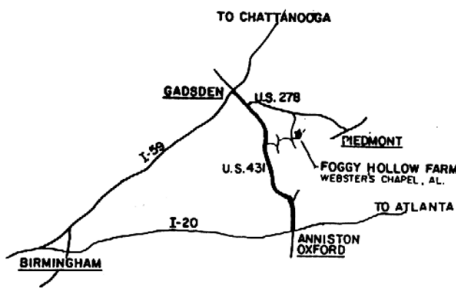 TO CHATTANOOGA
GADSDEN
U.S. 278
PIEDMONT
I-59
U.S. 431
FOGGY HOLLOW FARM
WEBSTER'S CHAPEL, AL.
TO ATLANTA
I-20
ANNISTON
OXFORD
BIRMINGHAM